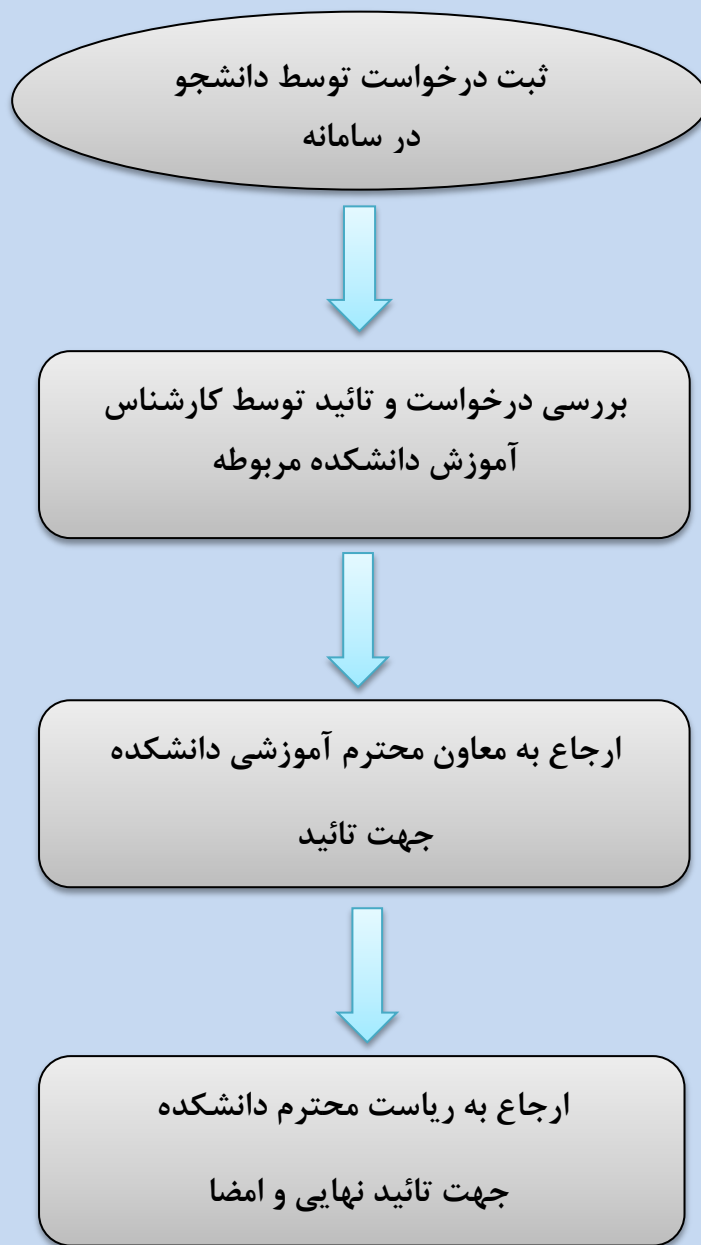 ثبت درخواست توسط دانشجو
در سامانه
بررسی درخواست و تائید توسط کارشناس
آموزش دانشکده مربوطه
ارجاع به معاون محترم آموزشی دانشکده
جهت تائید
ارجاع به ریاست محترم دانشکده
جهت تائید نهایی و امضا